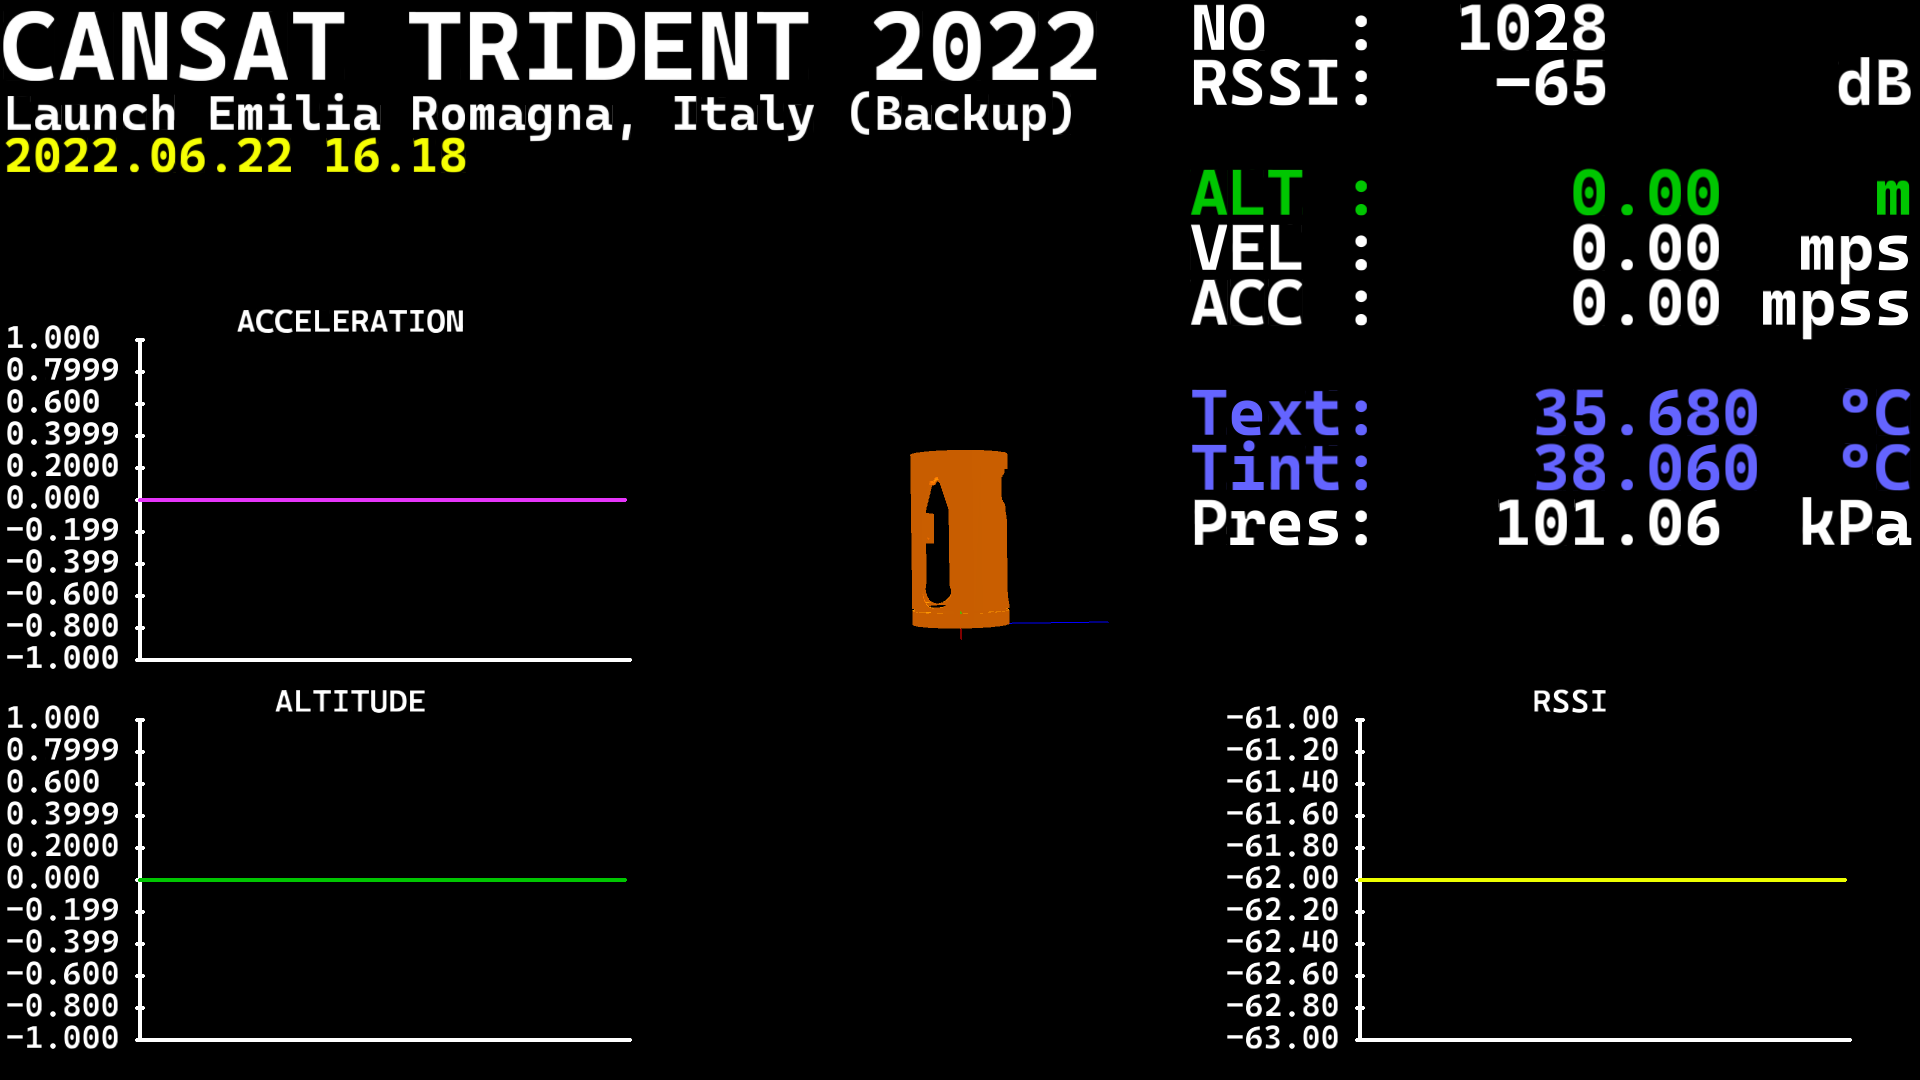 CANSAT TRIDENT 2022
Launch Emilia Romagna, Italy (Backup)
2022.06.22 16.18
NO : 1028
RSSI: -65 dB
ALT : 0.00 m
VEL : 0.00 mps
ACC : 0.00 mpss
Text: 35.680 °C
Tint: 38.060 °C
Pres: 101.06 kPa
ACCELERATION
1.000
0.7999
0.600
0.3999
0.2000
0.000
-0.199
-0.399
-0.600
-0.800
-1.000
ALTITUDE
1.000
0.7999
0.600
0.3999
0.2000
0.000
-0.199
-0.399
-0.600
-0.800
-1.000
RSSI
-61.00
-61.20
-61.40
-61.60
-61.80
-62.00
-62.20
-62.40
-62.60
-62.80
-63.00